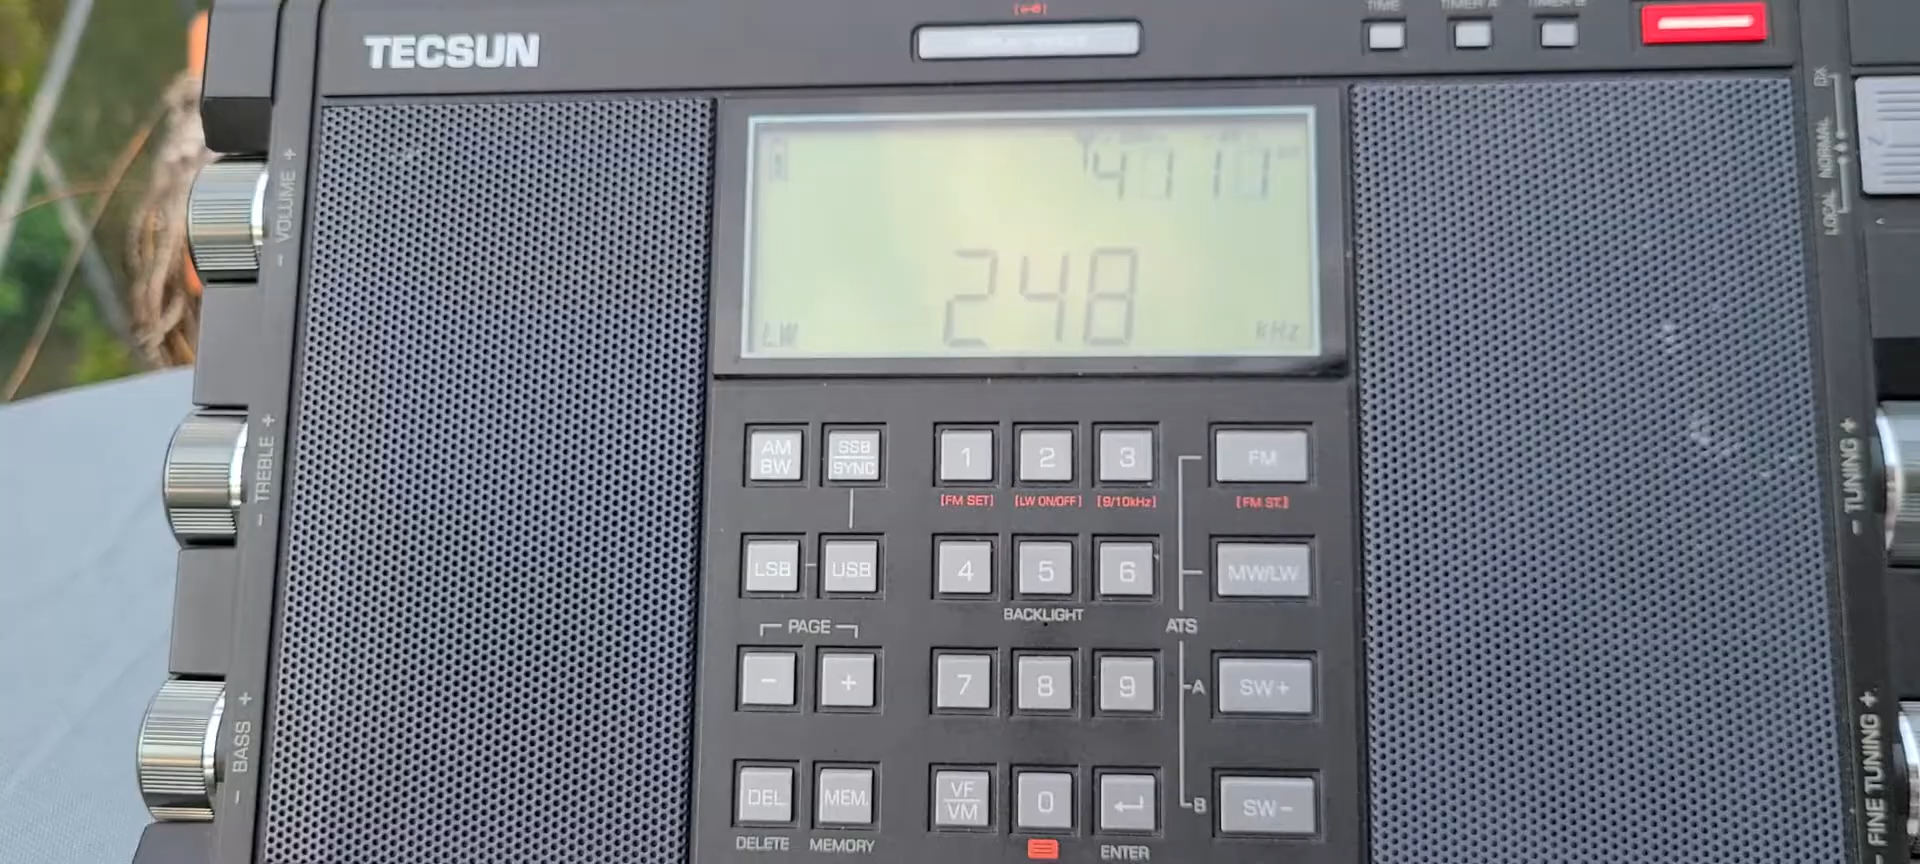 TECSUN
TIME
TIMER A
TIMER B
DX
NORMAL
LOCAL
- VOLUME +
248
LW
kHz
AM BW
SSB SYNC
1
2
3
FM
[FM SET]
[LW ON/OFF]
[9/10kHz]
[FM ST.]
- TREBLE +
- TUNING +
LSB
USB
4
5
6
MW/LW
BACKLIGHT
PAGE
ATS
-
+
7
8
9
A
SW+
- BASS +
FINE TUNING +
DEL
MEM
VF VM
0
B
SW-
DELETE
MEMORY
ENTER